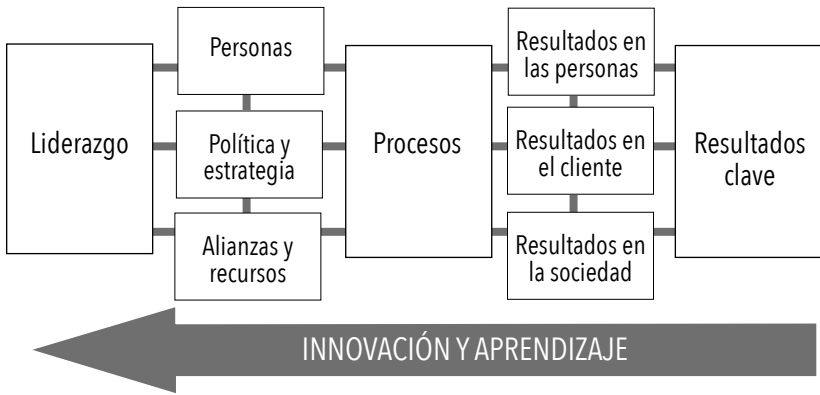 Liderazgo
Personas
Política y
estrategia
Alianzas y
recursos
Procesos
Resultados en
las personas
Resultados en
el cliente
Resultados en
la sociedad
Resultados
clave
INNOVACIÓN Y APRENDIZAJE